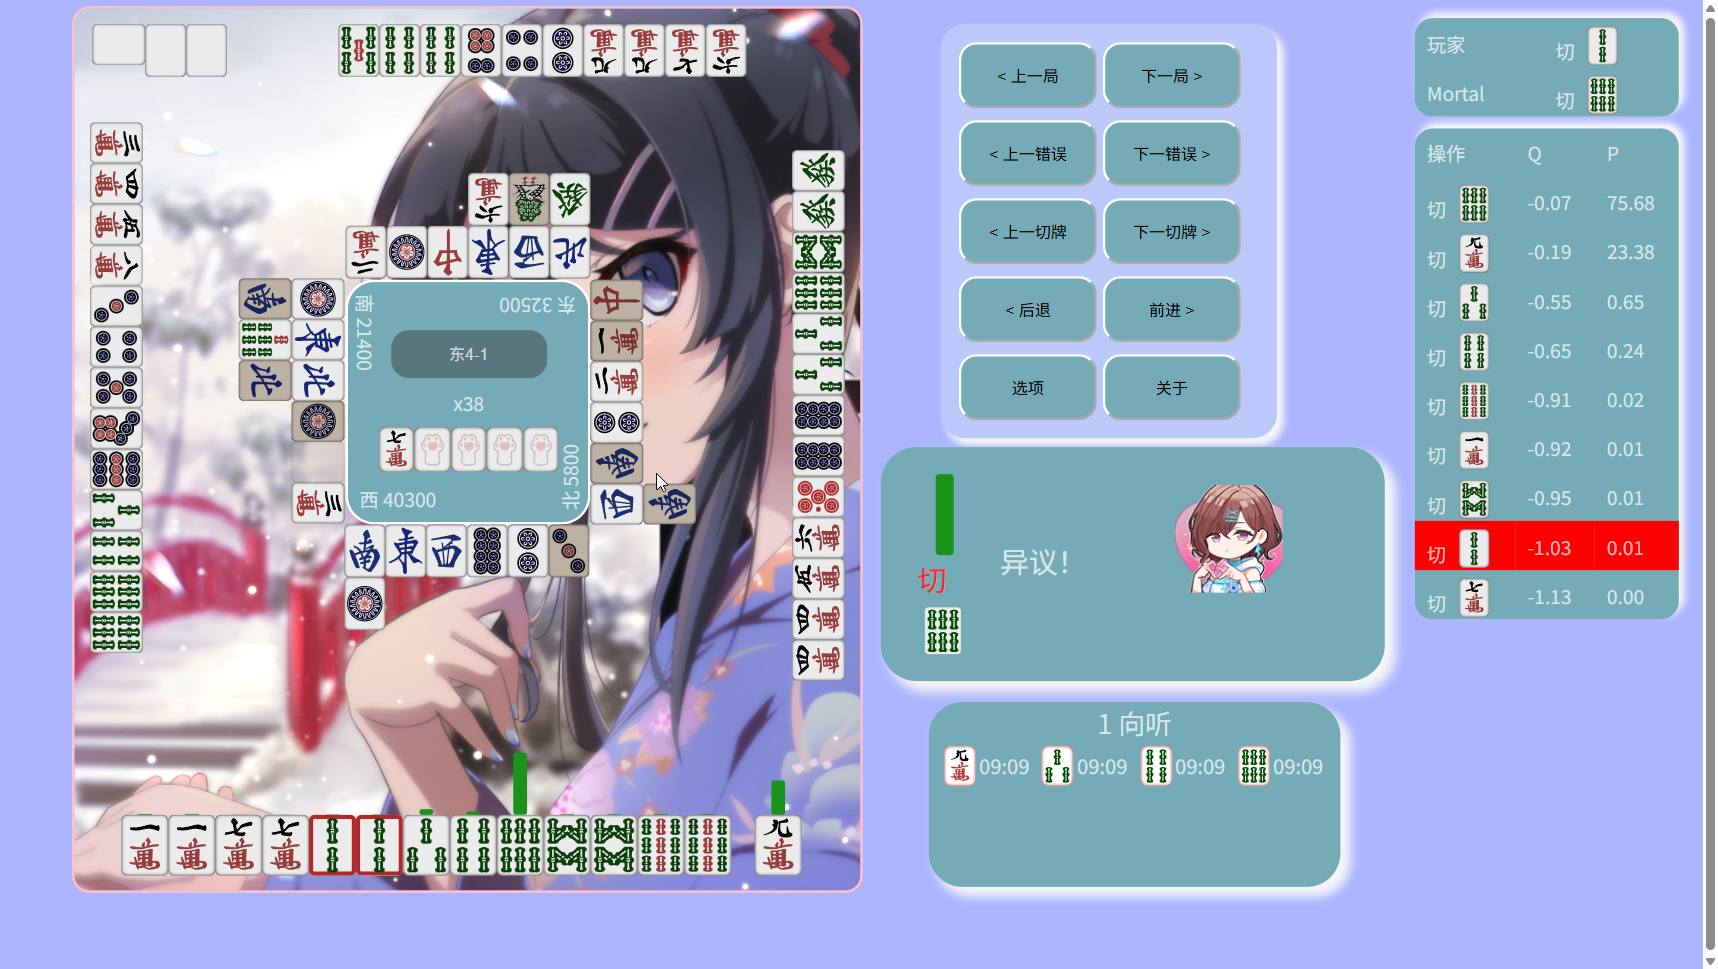 东 32500
南 21400
东4-1
x38
西 40300
北 5800
< 上一局
下一局 >
< 上一错误
下一错误 >
< 上一切牌
下一切牌 >
< 后退
前进 >
选项
关于
切
异议！
1 向听
09:09
09:09
09:09
09:09
玩家 切
Mortal 切
操作 Q P
切 -0.07 75.68
切 -0.19 23.38
切 -0.55 0.65
切 -0.65 0.24
切 -0.91 0.02
切 -0.92 0.01
切 -0.95 0.01
切 -1.03 0.01
切 -1.13 0.00